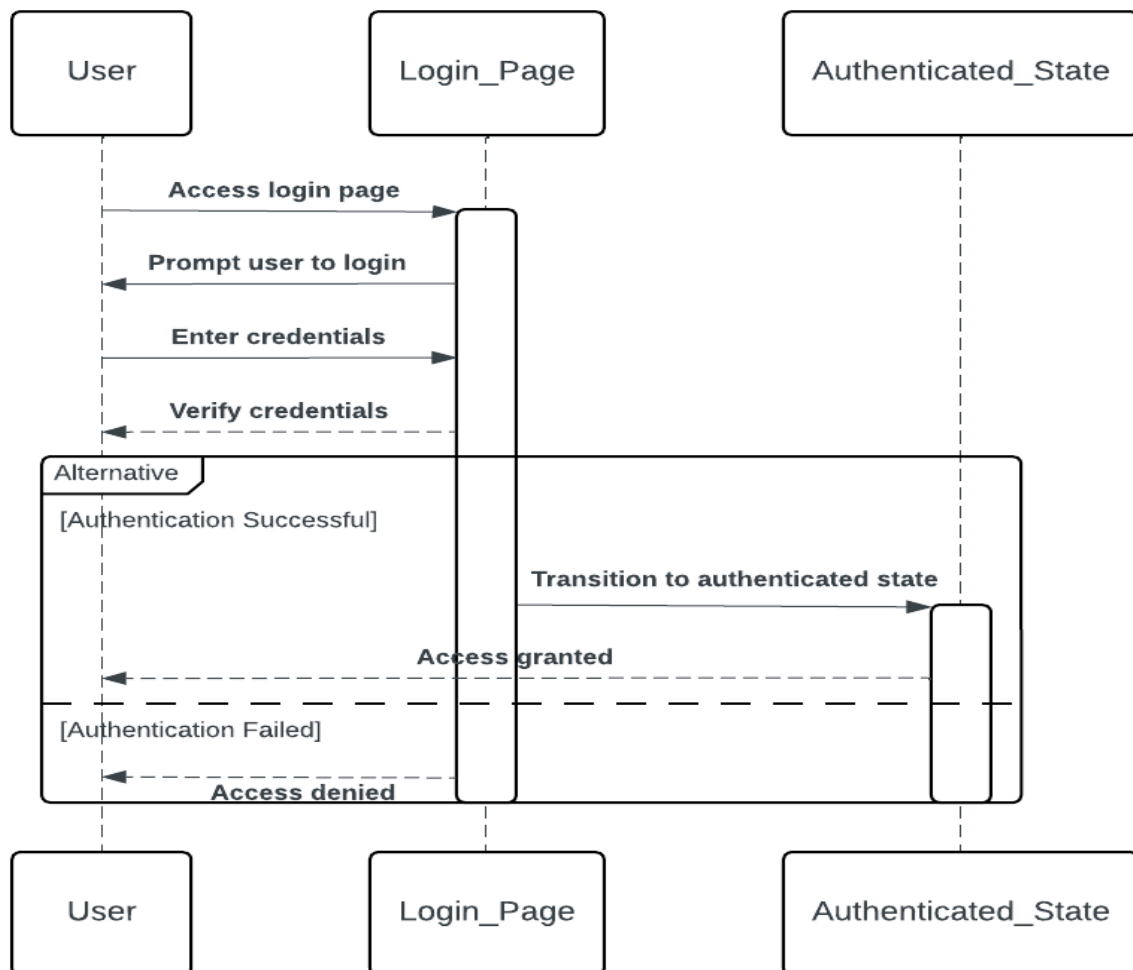 User
Login_Page
Authenticated_State
Access login page
Prompt user to login
Enter credentials
Verify credentials
Alternative
[Authentication Successful]
Transition to authenticated state
Access granted
[Authentication Failed]
Access denied
User
Login_Page
Authenticated_State